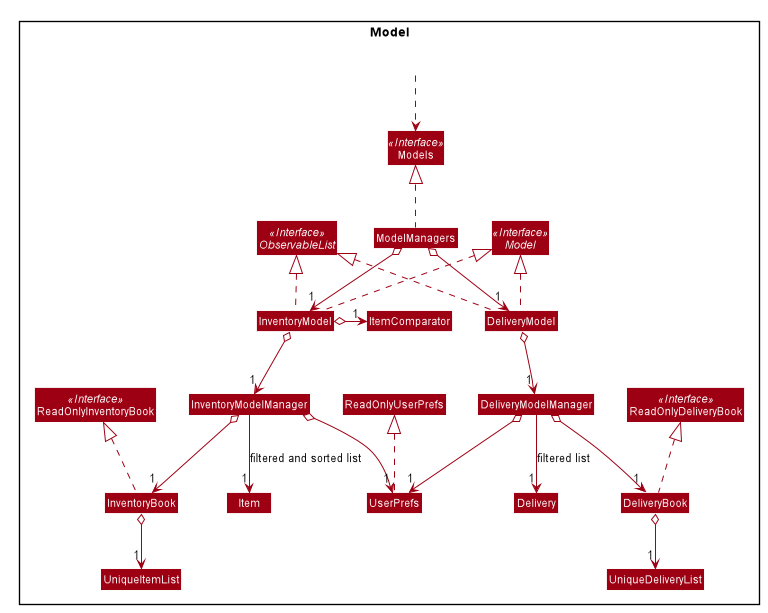 Model
«Interface»
Models
«Interface»
ObservableList
ModelManagers
«Interface»
Model
1
1
InventoryModel
1
ItemComparator
DeliveryModel
1
1
«Interface»
ReadOnlyInventoryBook
InventoryModelManager
ReadOnlyUserPrefs
DeliveryModelManager
«Interface»
ReadOnlyDeliveryBook
filtered and sorted list
filtered list
1
1
1
1
1
1
InventoryBook
Item
UserPrefs
Delivery
DeliveryBook
1
1
UniqueItemList
UniqueDeliveryList